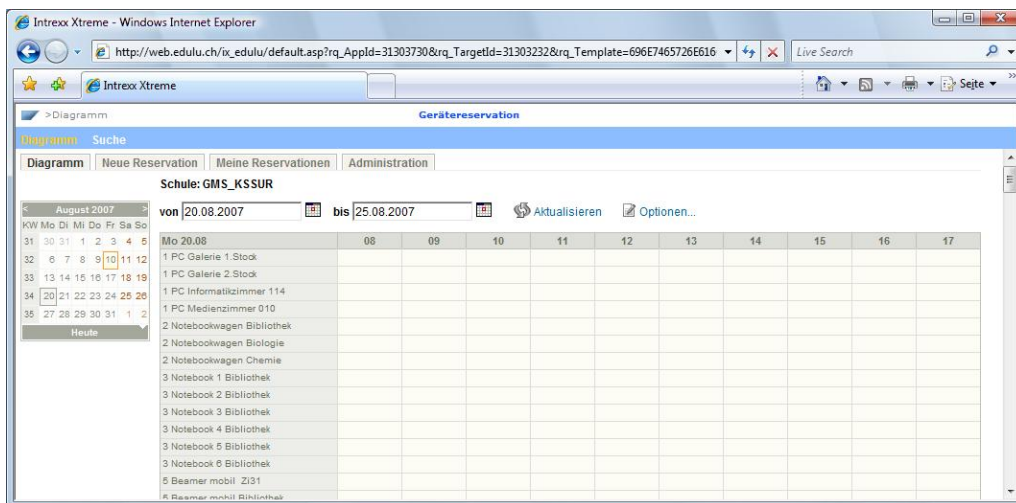 Intrexx Xtreme - Windows Internet Explorer
http://web.edulu.ch/ix_edulu/default.asp?rq_AppId=31303730&rq_TargetId=31303232&rq_Template=696E7465726E616 Live Search
Intrexx Xtreme Seite
>Diagramm Gerätereservation
Diagramm Suche
Diagramm Neue Reservation Meine Reservationen Administration
Schule: GMS_KSSUR
von 20.08.2007 bis 25.08.2007 Aktualisieren Optionen...
< August 2007 >
KW Mo Di Mi Do Fr Sa So
31 30 31 1 2 3 4 5
32 6 7 8 9 10 11 12
33 13 14 15 16 17 18 19
34 20 21 22 23 24 25 26
35 27 28 29 30 31 1 2
Heute
Mo 20.08 08 09 10 11 12 13 14 15 16 17
1 PC Galerie 1.Stock
1 PC Galerie 2.Stock
1 PC Informatikzimmer 114
1 PC Medienzimmer 010
2 Notebookwagen Bibliothek
2 Notebookwagen Biologie
2 Notebookwagen Chemie
3 Notebook 1 Bibliothek
3 Notebook 2 Bibliothek
3 Notebook 3 Bibliothek
3 Notebook 4 Bibliothek
3 Notebook 5 Bibliothek
3 Notebook 6 Bibliothek
5 Beamer mobil Zi31
5 Beamer mobil Bibliothek